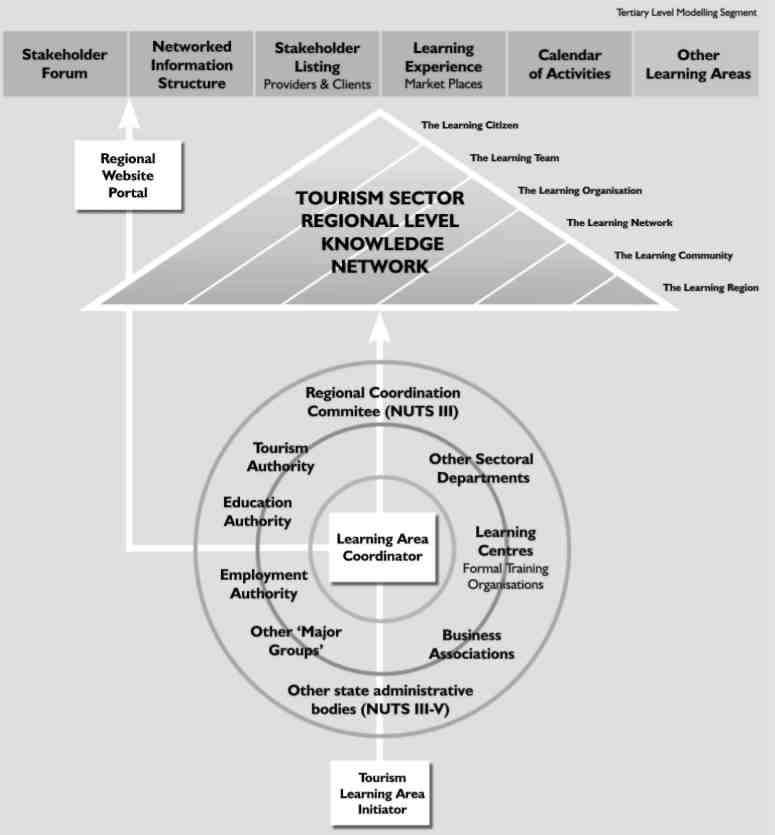 Tertiary Level Modelling Segment
Stakeholder
Forum
Networked
Information
Structure
Stakeholder
Listing
Providers & Clients
Learning
Experience
Market Places
Calendar
of Activities
Other
Learning Areas
Regional
Website
Portal
The Learning Citizen
The Learning Team
The Learning Organisation
The Learning Network
The Learning Community
The Learning Region
TOURISM SECTOR
REGIONAL LEVEL
KNOWLEDGE
NETWORK
Regional Coordination
Commitee (NUTS III)
Tourism
Authority
Other Sectoral
Departments
Education
Authority
Learning Area
Coordinator
Learning
Centres
Formal Training
Organisations
Employment
Authority
Other ‘Major
Groups’
Business
Associations
Other state administrative
bodies (NUTS III-V)
Tourism
Learning Area
Initiator